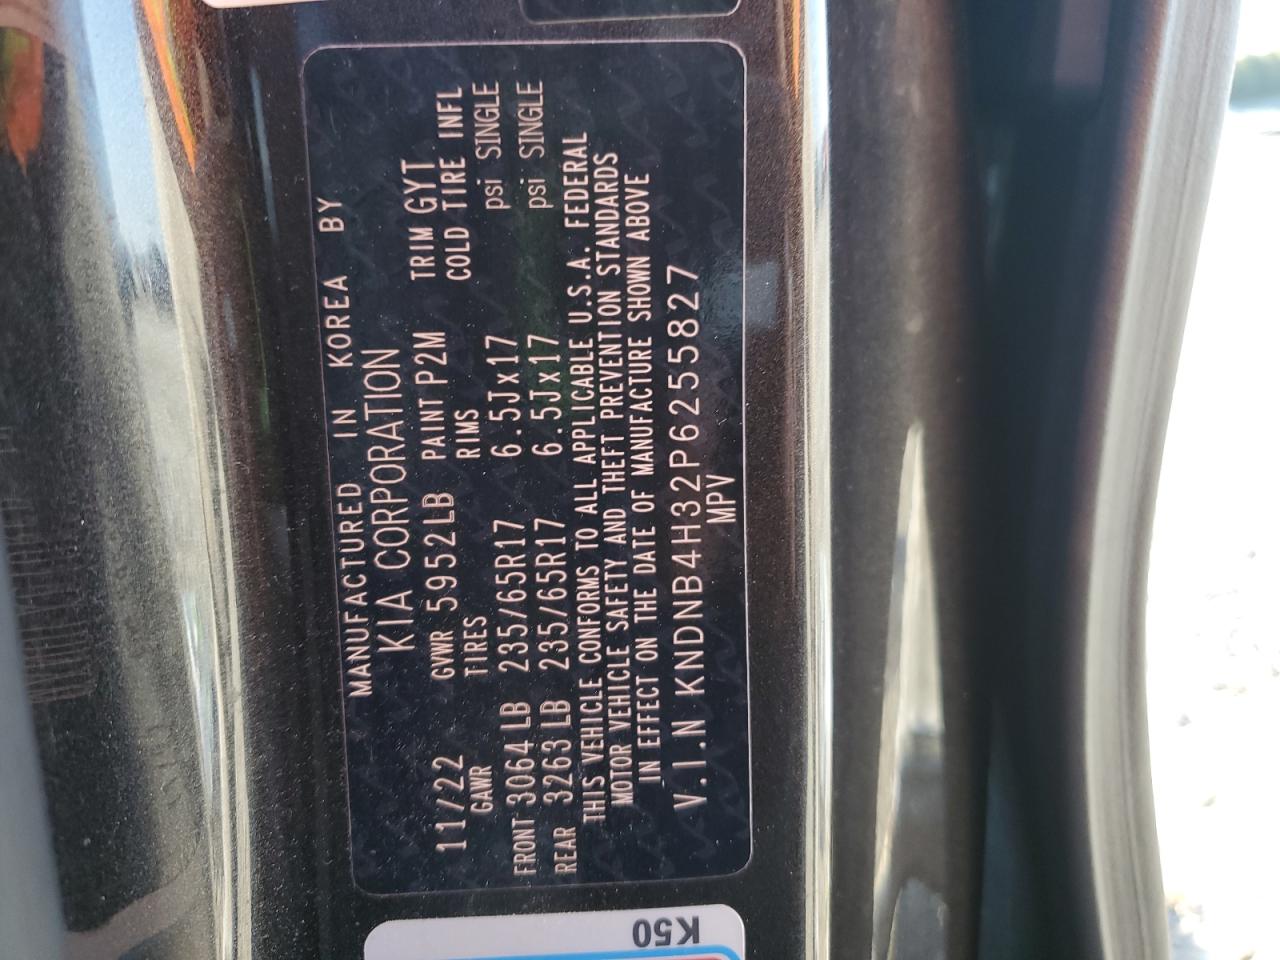 MANUFACTURED IN KOREA BY
KIA CORPORATION
11/22 GVWR 5952LB PAINT P2M TRIM GYT
GAWR TIRES RIMS COLD TIRE INFL
FRONT 3064 LB 235/65R17 6.5Jx17 psi SINGLE
REAR 3263 LB 235/65R17 6.5Jx17 psi SINGLE
THIS VEHICLE CONFORMS TO ALL APPLICABLE U.S.A. FEDERAL
MOTOR VEHICLE SAFETY AND THEFT PREVENTION STANDARDS
IN EFFECT ON THE DATE OF MANUFACTURE SHOWN ABOVE
V.I.N KNDNB4H32P6255827
MPV
K50